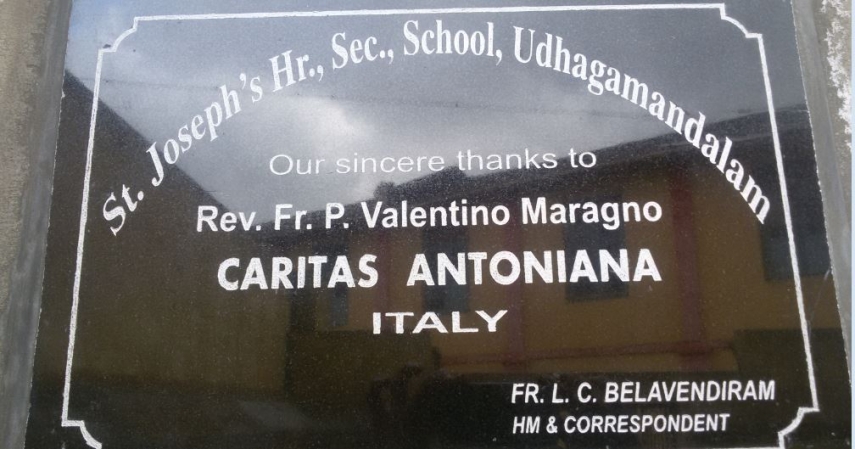 St. Joseph's Hr., Sec., School, Udhagamandalam
Our sincere thanks to
Rev. Fr. P. Valentino Maragno
CARITAS ANTONIANA
ITALY
FR. L. C. BELAVENDIRAM
HM & CORRESPONDENT